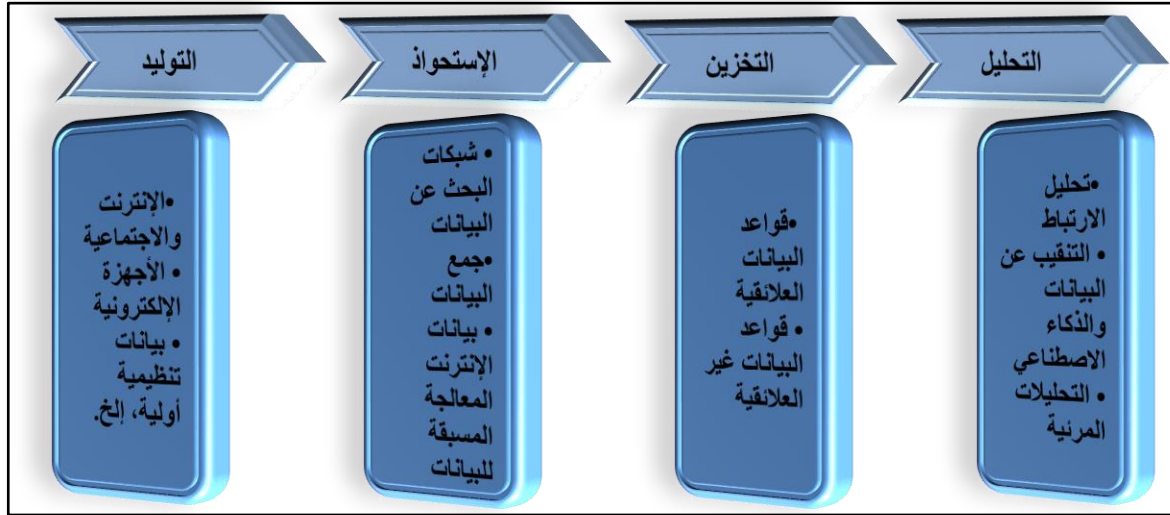 التوليد
الإستحواذ
التخزين
التحليل
•الإنترنت
والاجتماعية
• الأجهزة
الإلكترونية
• بيانات
تنظيمية
أولية، إلخ.
• شبكات
البحث عن
البيانات
•جمع
البيانات
• بيانات
الإنترنت
المعالجة
المسبقة
للبيانات
•قواعد
البيانات
العلائقية
• قواعد
البيانات غير
العلائقية
•تحليل
الارتباط
• التنقيب عن
البيانات
والذكاء
الاصطناعي
• التحليلات
المرئية